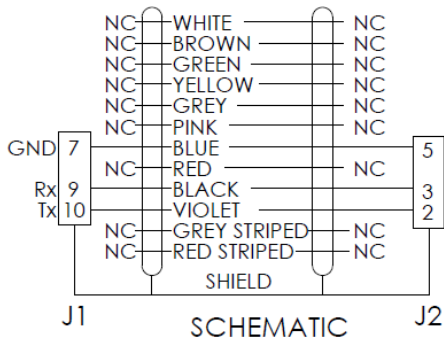 NC WHITE NC
NC BROWN NC
NC GREEN NC
NC YELLOW NC
NC GREY NC
NC PINK NC
GND 7 BLUE 5
NC RED NC
Rx 9 BLACK 3
Tx 10 VIOLET 2
NC GREY STRIPED NC
NC RED STRIPED NC
SHIELD
J1 J2
SCHEMATIC